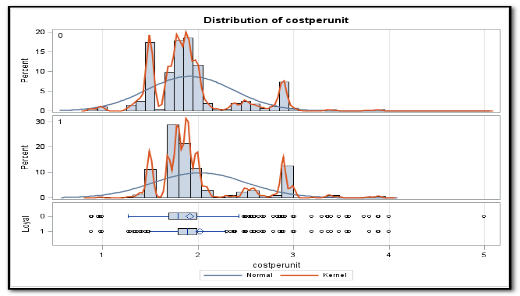 Distribution of costperunit
0
20
15
10
5
0
Percent
1
30
20
10
0
Percent
Loyal
0
1
1 2 3 4 5
costperunit
Normal Kernel